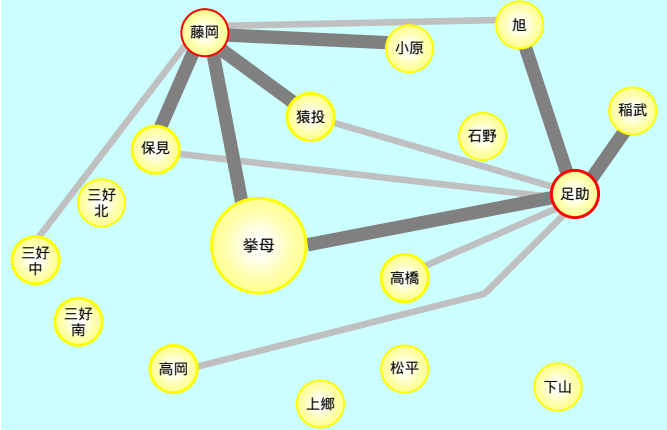 藤岡
旭
小原
稲武
猿投
石野
保見
足助
三好
北
挙母
三好
中
高橋
三好
南
高岡
松平
下山
上郷